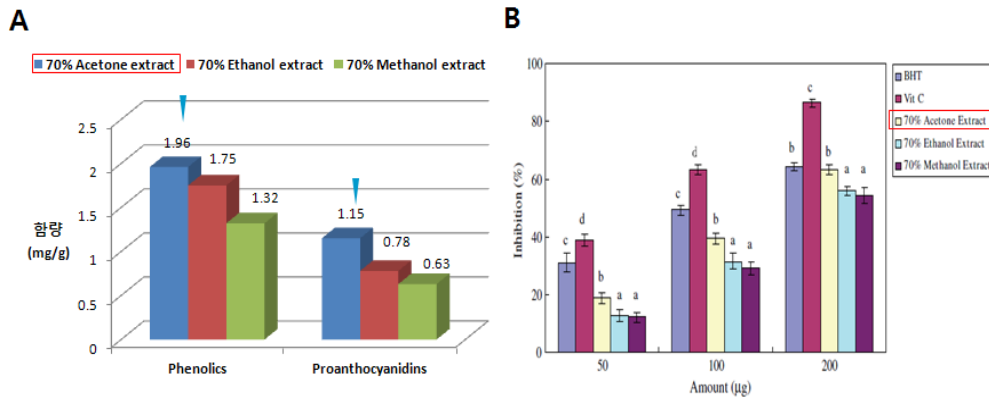 A
70% Acetone extract 70% Ethanol extract 70% Methanol extract
2.5
2
1.5
1
0.5
0
함량
(mg/g)
1.96
1.75
1.32
1.15
0.78
0.63
Phenolics Proanthocyanidins
B
100
80
60
40
20
0
Inhibition (%)
c d b a a
c d b a a
b c b a a
50 100 200
Amount (μg)
BHT
Vit C
70% Acetone Extract
70% Ethanol Extract
70% Methanol Extract